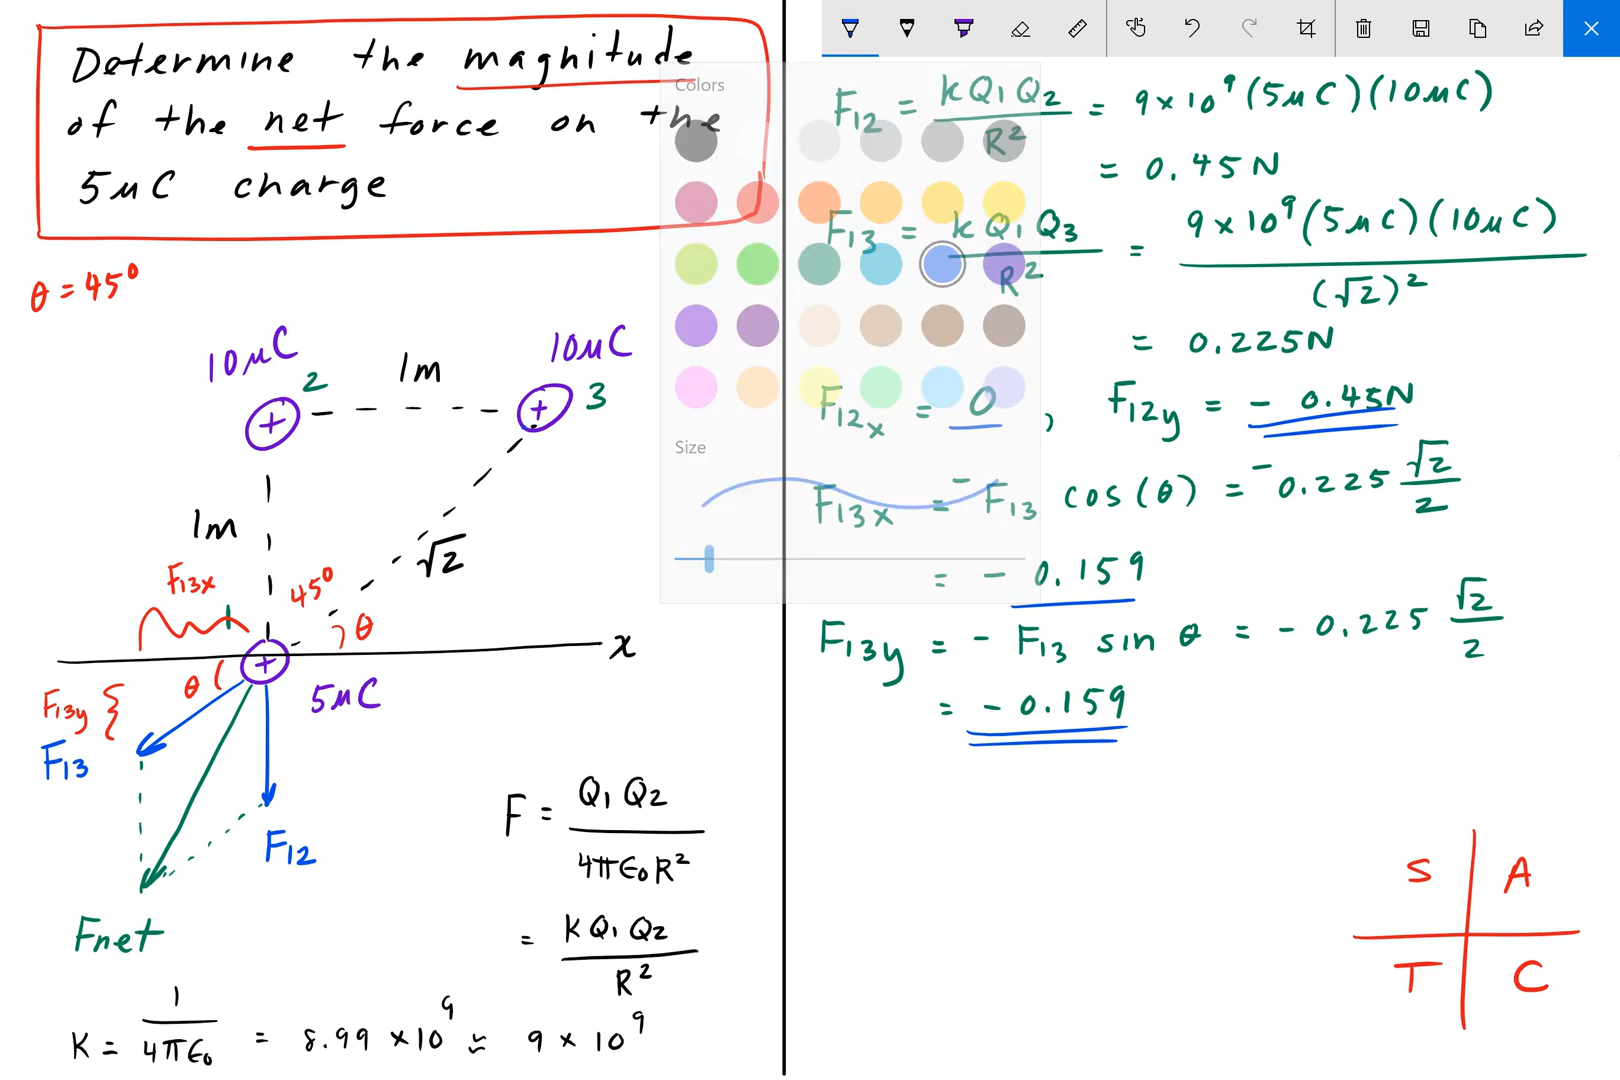 Determine the magnitude
of the net force on the
5μC charge
θ = 45°
10μC
2
1m
10μC
3
1m
√2
F13x
45°
θ
x
θ
5μC
F13y {
F13
F12
Fnet
F = Q1 Q2 / 4πϵ0R²
= KQ1 Q2 / R²
K = 1 / 4πϵ0 = 8.99 × 10⁹ ≈ 9 × 10⁹
Colors
Size
F12 = kQ1Q2 / R² = 9×10⁹ (5μC)(10μC)
= 0.45N
F13 = kQ1Q3 / R² = 9×10⁹(5μC)(10μC) / (√2)²
= 0.225N
F12x = 0 , F12y = - 0.45N
F13x = -F13 cos(θ) = -0.225 √2/2
= - 0.159
F13y = - F13 sin θ = - 0.225 √2/2
= - 0.159
S A
T C